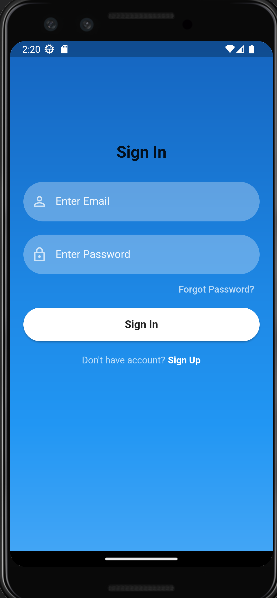 2:20
Sign In
Enter Email
Enter Password
Forgot Password?
Sign In
Don't have account? Sign Up